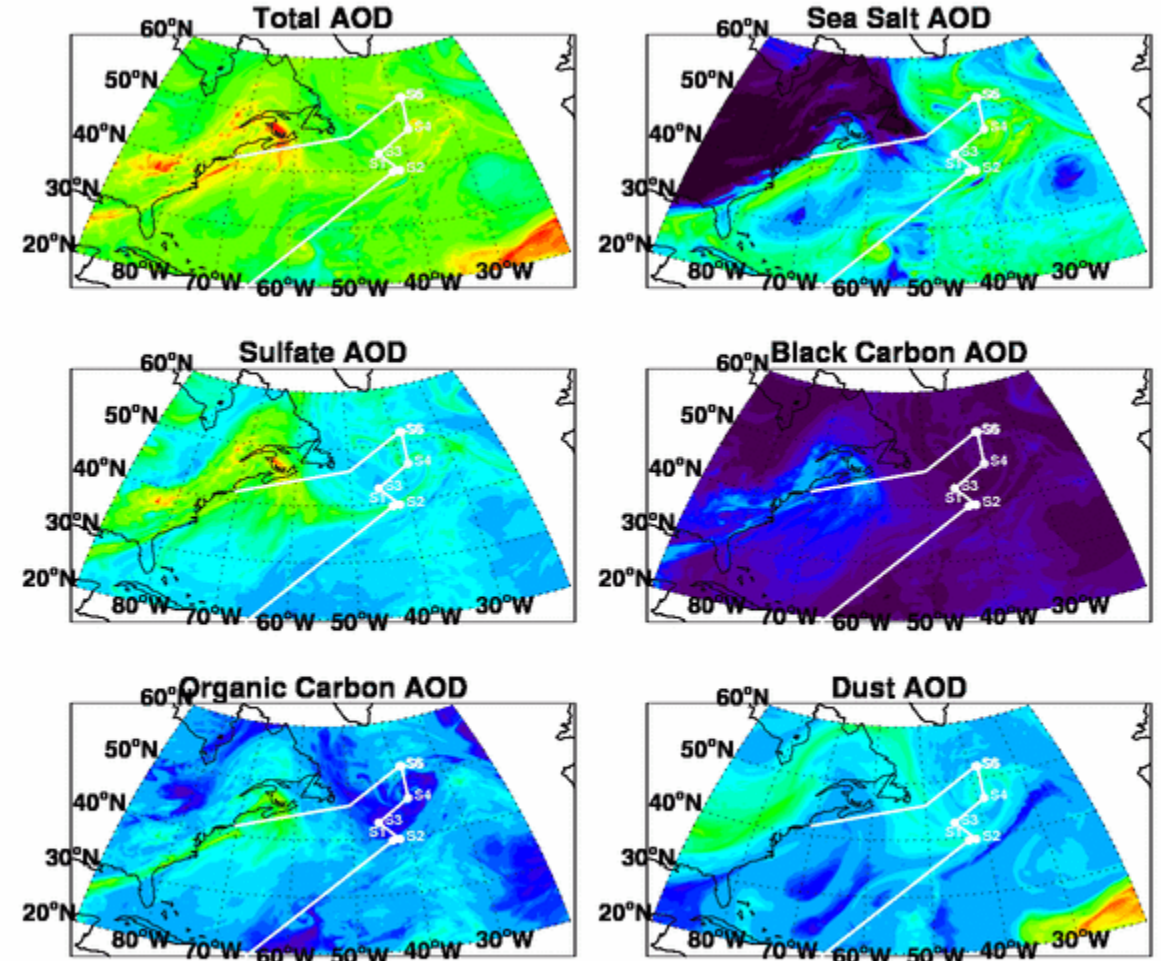 Total AOD
60°N
50°N
40°N
30°N
20°N
80°W 70°W 60°W 50°W 40°W 30°W
S5
S4
S3
S1 S2
Sea Salt AOD
60°N
50°N
40°N
30°N
20°N
80°W 70°W 60°W 50°W 40°W 30°W
S5
S4
S3
S1 S2
Sulfate AOD
60°N
50°N
40°N
30°N
20°N
80°W 70°W 60°W 50°W 40°W 30°W
S5
S4
S3
S1 S2
Black Carbon AOD
60°N
50°N
40°N
30°N
20°N
80°W 70°W 60°W 50°W 40°W 30°W
S5
S4
S3
S1 S2
Organic Carbon AOD
60°N
50°N
40°N
30°N
20°N
80°W 70°W 60°W 50°W 40°W 30°W
S5
S4
S3
S1 S2
Dust AOD
60°N
50°N
40°N
30°N
20°N
80°W 70°W 60°W 50°W 40°W 30°W
S5
S4
S3
S1 S2